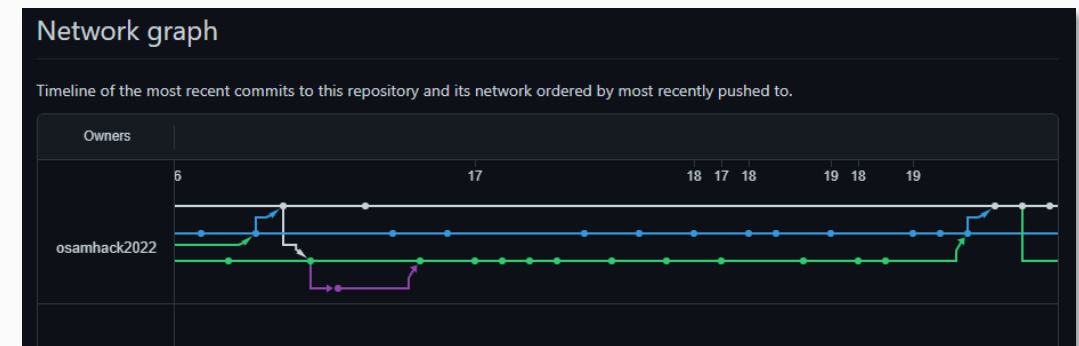 Network graph
Timeline of the most recent commits to this repository and its network ordered by most recently pushed to.
Owners
6 17 18 17 18 19 18 19
osamhack2022